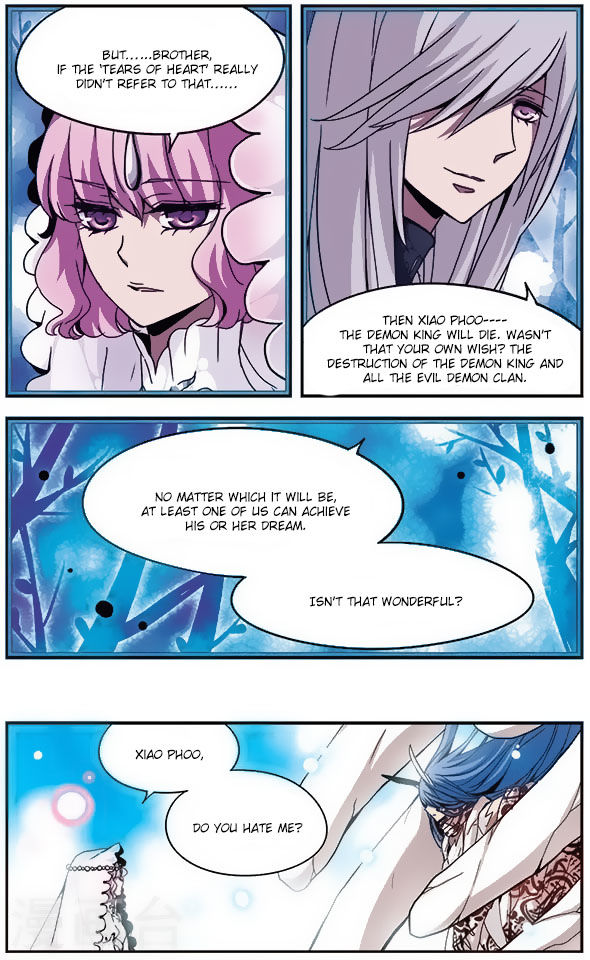 BUT......BROTHER,
IF THE 'TEARS OF HEART' REALLY
DIDN'T REFER TO THAT......
THEN XIAO PHOO----
THE DEMON KING WILL DIE. WASN'T
THAT YOUR OWN WISH? THE
DESTRUCTION OF THE DEMON KING AND
ALL THE EVIL DEMON CLAN.
NO MATTER WHICH IT WILL BE,
AT LEAST ONE OF US CAN ACHIEVE
HIS OR HER DREAM.
ISN'T THAT WONDERFUL?
XIAO PHOO,
DO YOU HATE ME?